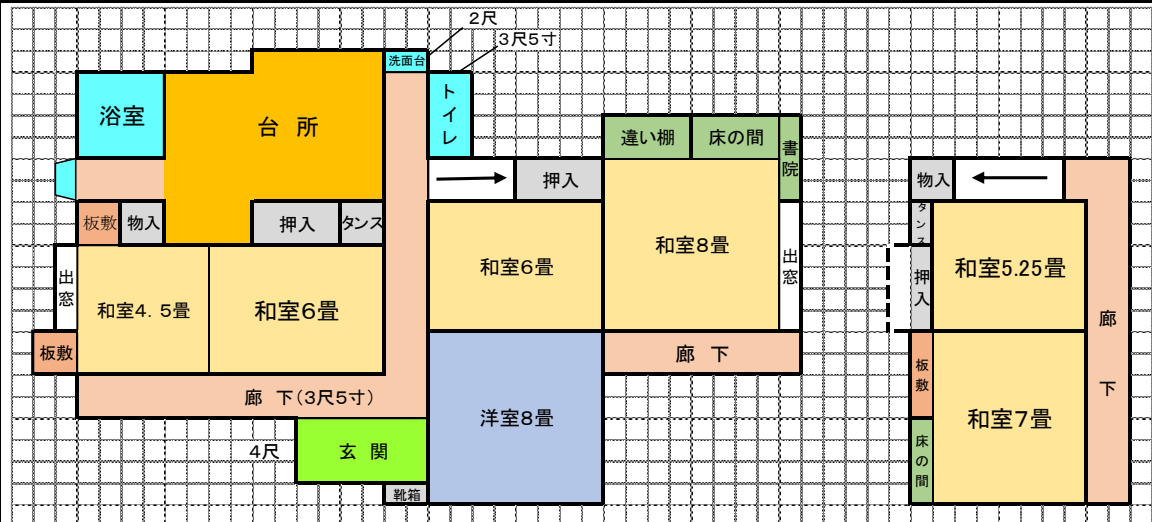 2尺
3尺5寸
洗面台
浴室
台 所
トイレ
違い棚
床の間
書院
押入
物入
板敷
物入
押入
タンス
タンス
出窓
和室4．5畳
和室6畳
和室6畳
和室8畳
出窓
押入
和室5.25畳
板敷
廊 下
廊下
板敷
廊 下(3尺5寸)
洋室8畳
和室7畳
4尺
玄 関
床の間
靴箱